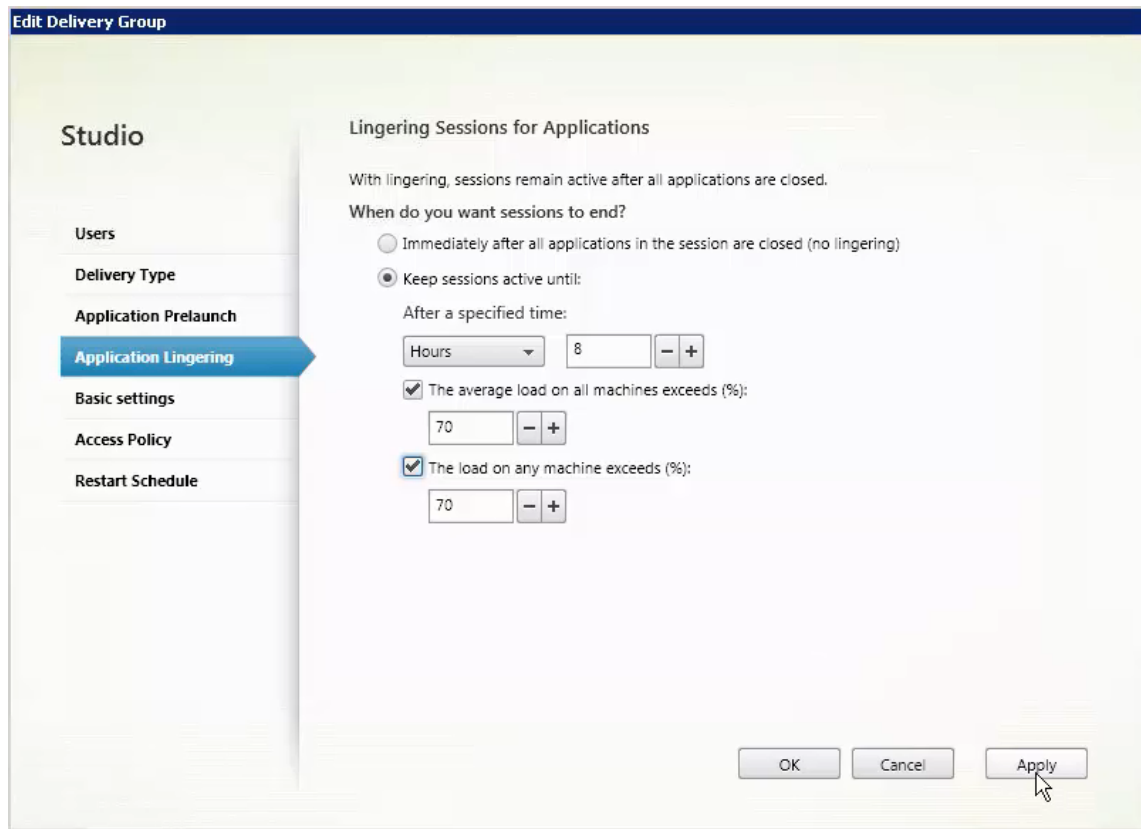 Edit Delivery Group
Studio
Users
Delivery Type
Application Prelaunch
Application Lingering
Basic settings
Access Policy
Restart Schedule
Lingering Sessions for Applications
With lingering, sessions remain active after all applications are closed.
When do you want sessions to end?
Immediately after all applications in the session are closed (no lingering)
Keep sessions active until:
After a specified time:
Hours 8 − +
The average load on all machines exceeds (%):
70 − +
The load on any machine exceeds (%):
70 − +
OK Cancel Apply